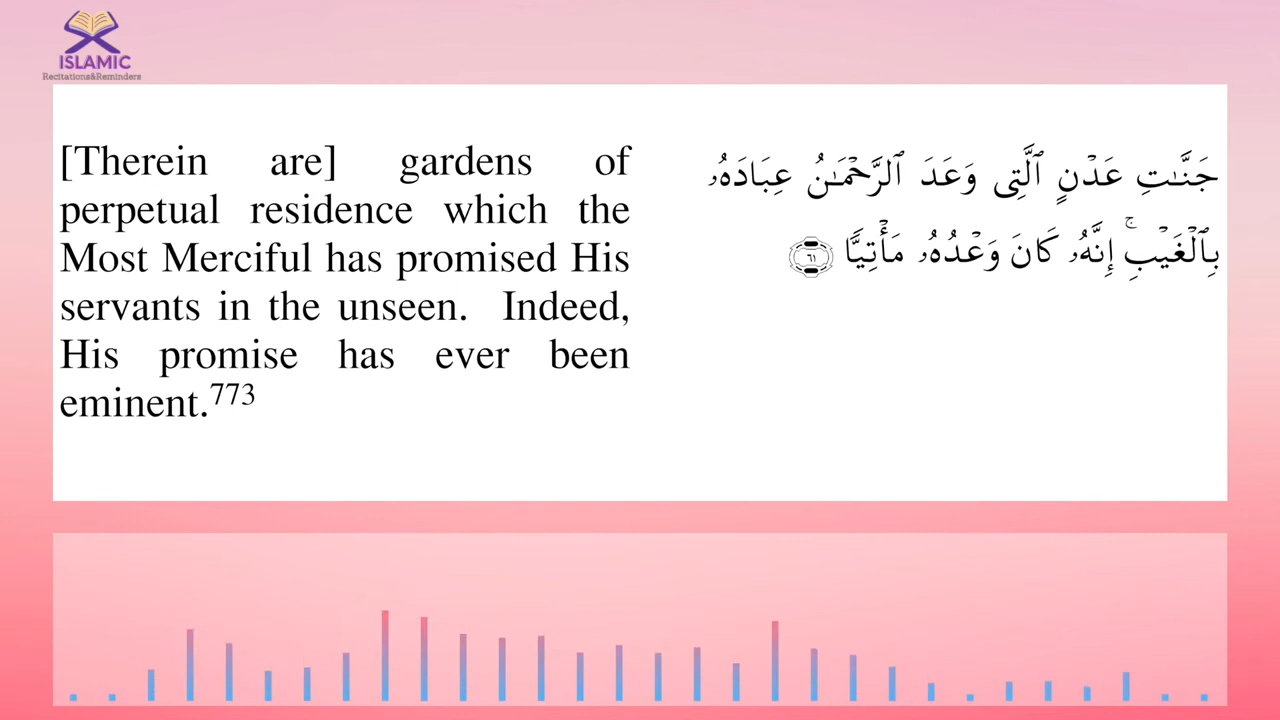 ISLAMIC
Recitations&Reminders
[Therein are] gardens of
perpetual residence which the
Most Merciful has promised His
servants in the unseen. Indeed,
His promise has ever been
eminent.773
جَنَّـٰتِ عَدْنٍ ٱلَّتِى وَعَدَ ٱلرَّحْمَـٰنُ عِبَادَهُۥ
بِٱلْغَيْبِ ۚ إِنَّهُۥ كَانَ وَعْدُهُۥ مَأْتِيًّا ٦١